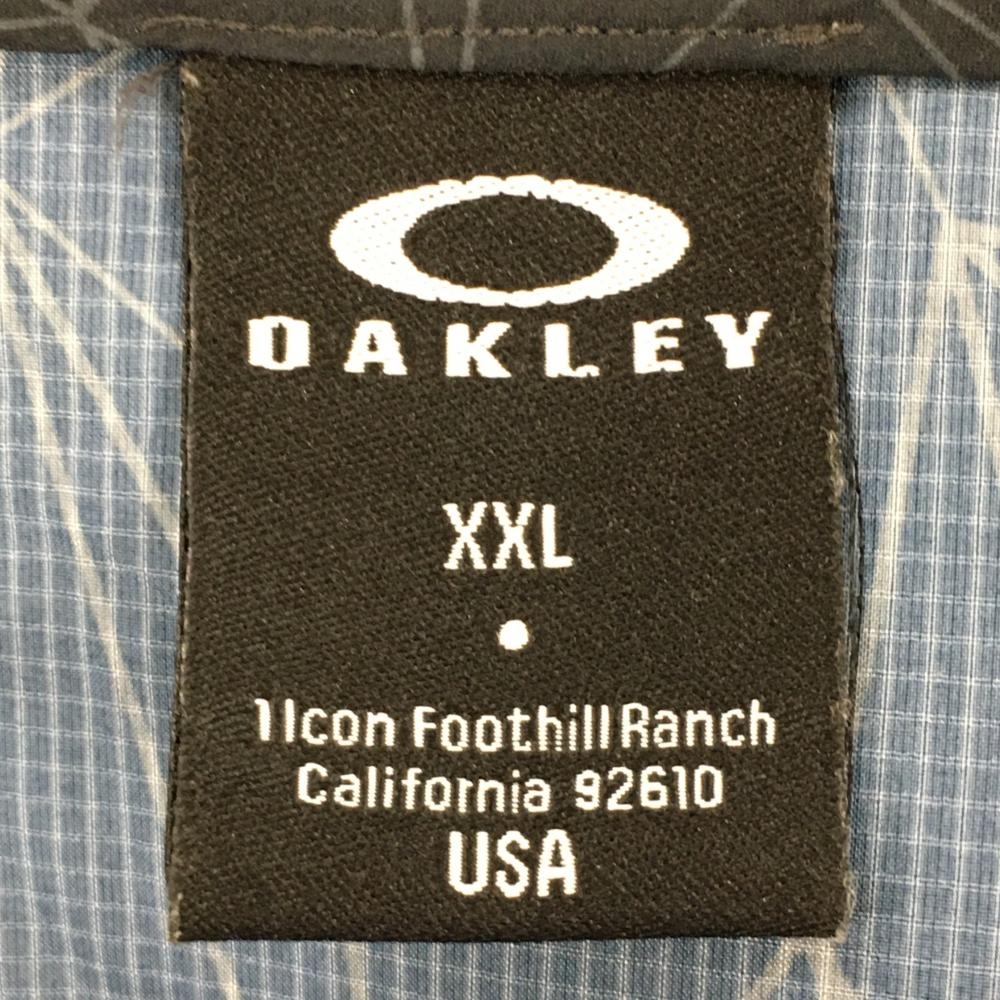 OAKLEY
XXL
1 Icon Foothill Ranch
California 92610
USA